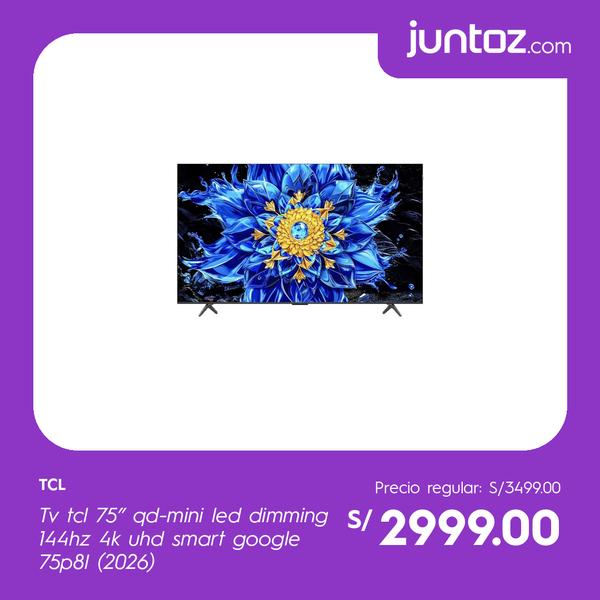 juntoz.com
TCL
Tv tcl 75" qd-mini led dimming
144hz 4k uhd smart google
75p8l (2026)
Precio regular: S/3499.00
S/ 2999.00